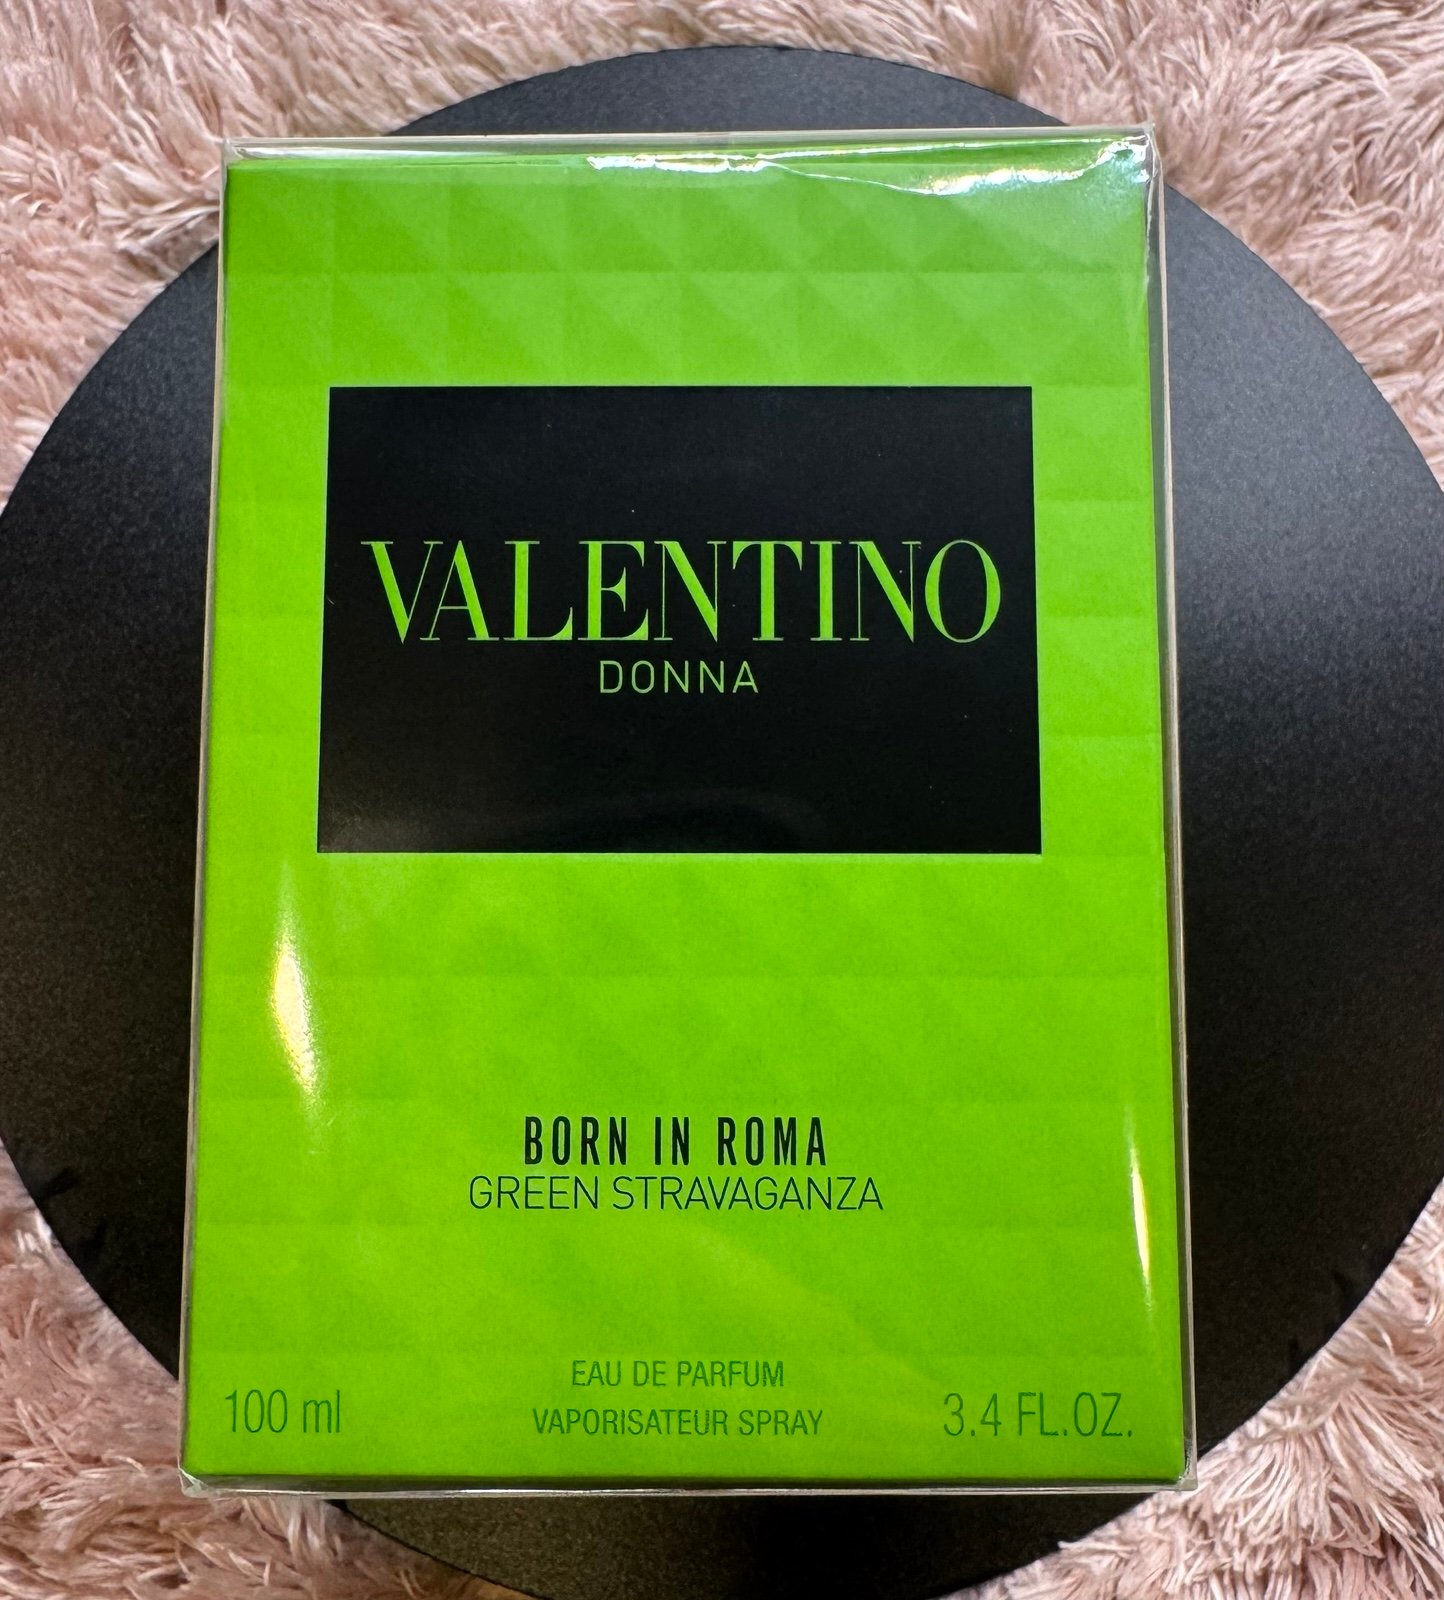 VALENTINO
DONNA
BORN IN ROMA
GREEN STRAVAGANZA
EAU DE PARFUM
100 ml VAPORISATEUR SPRAY 3.4 FL.OZ.